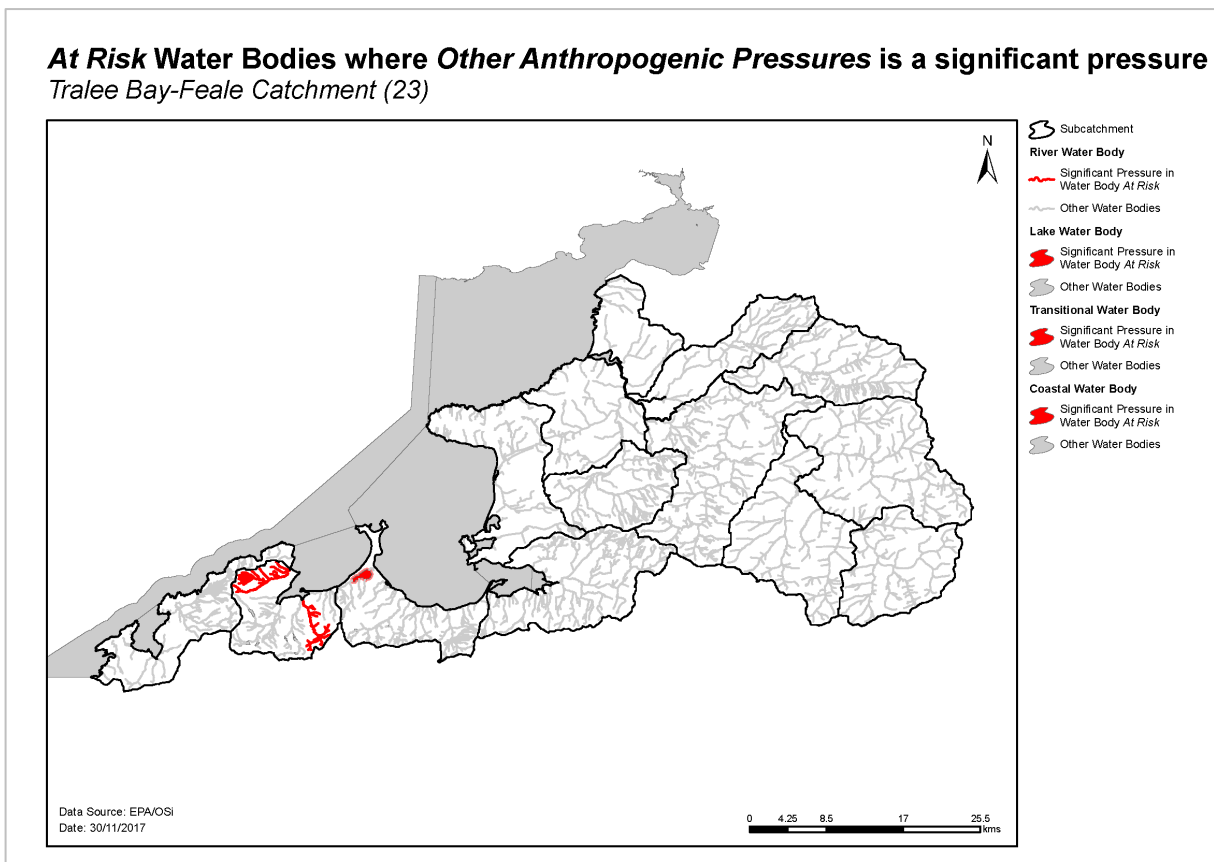 At Risk Water Bodies where Other Anthropogenic Pressures is a significant pressure
Tralee Bay-Feale Catchment (23)
N
Subcatchment
River Water Body
Significant Pressure in
Water Body At Risk
Other Water Bodies
Lake Water Body
Significant Pressure in
Water Body At Risk
Other Water Bodies
Transitional Water Body
Significant Pressure in
Water Body At Risk
Other Water Bodies
Coastal Water Body
Significant Pressure in
Water Body At Risk
Other Water Bodies
Data Source: EPA/OSi
Date: 30/11/2017
0 4.25 8.5 17 25.5
kms